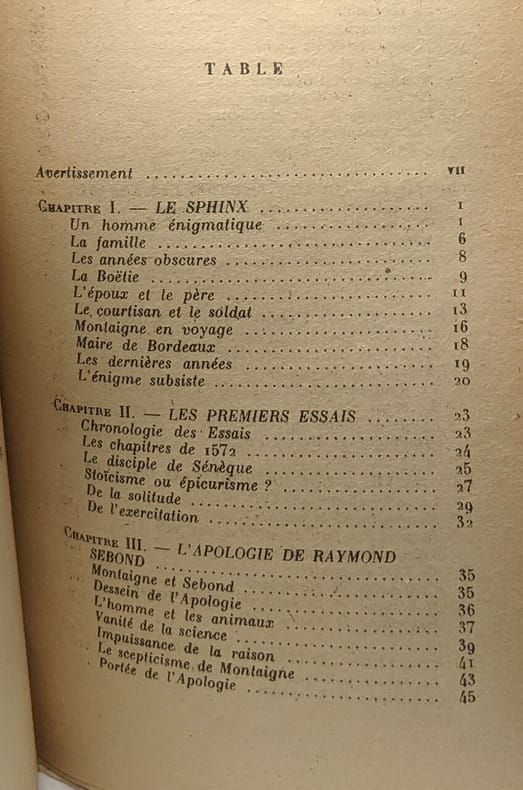 TABLE
Avertissement ........ VII
CHAPITRE I. — LE SPHINX ........ 1
Un homme énigmatique ........ 1
La famille ........ 6
Les années obscures ........ 8
La Boëtie ........ 9
L'époux et le père ........ 11
Le courtisan et le soldat ........ 13
Montaigne en voyage ........ 16
Maire de Bordeaux ........ 18
Les dernières années ........ 19
L'énigme subsiste ........ 20
CHAPITRE II. — LES PREMIERS ESSAIS ........ 23
Chronologie des Essais ........ 23
Les chapitres de 1572 ........ 24
Le disciple de Sénèque ........ 25
Stoïcisme ou épicurisme ? ........ 27
De la solitude ........ 29
De l'exercitation ........ 32
CHAPITRE III. — L'APOLOGIE DE RAYMOND
SEBOND ........ 35
Montaigne et Sebond ........ 35
Dessein de l'Apologie ........ 36
L'homme et les animaux ........ 37
Vanité de la science ........ 39
Impuissance de la raison ........ 41
Le scepticisme de Montaigne ........ 43
Portée de l'Apologie ........ 45